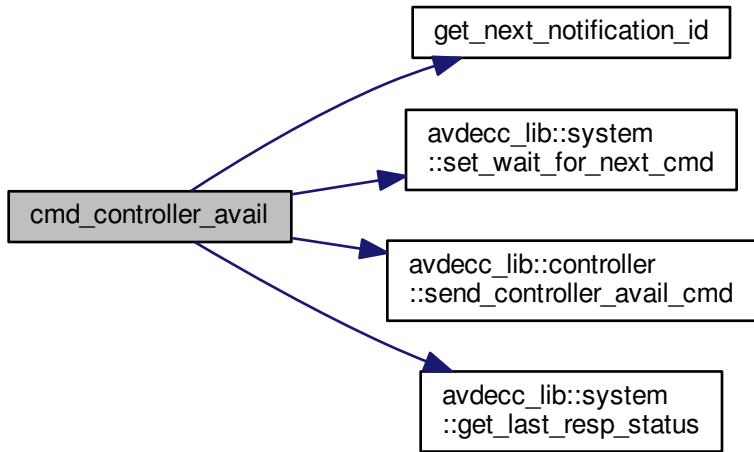 get_next_notification_id
avdecc_lib::system
::set_wait_for_next_cmd
cmd_controller_avail
avdecc_lib::controller
::send_controller_avail_cmd
avdecc_lib::system
::get_last_resp_status